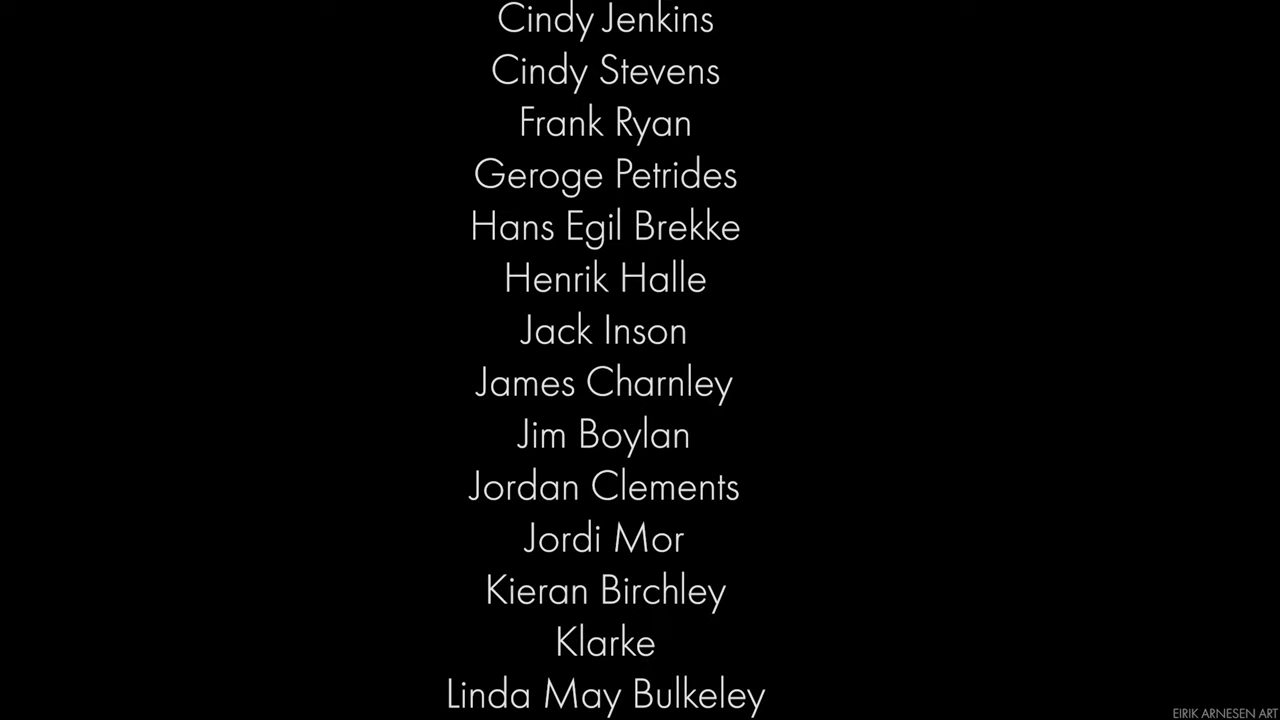 Cindy Jenkins
Cindy Stevens
Frank Ryan
Geroge Petrides
Hans Egil Brekke
Henrik Halle
Jack Inson
James Charnley
Jim Boylan
Jordan Clements
Jordi Mor
Kieran Birchley
Klarke
Linda May Bulkeley
EIRIK ARNESEN ART